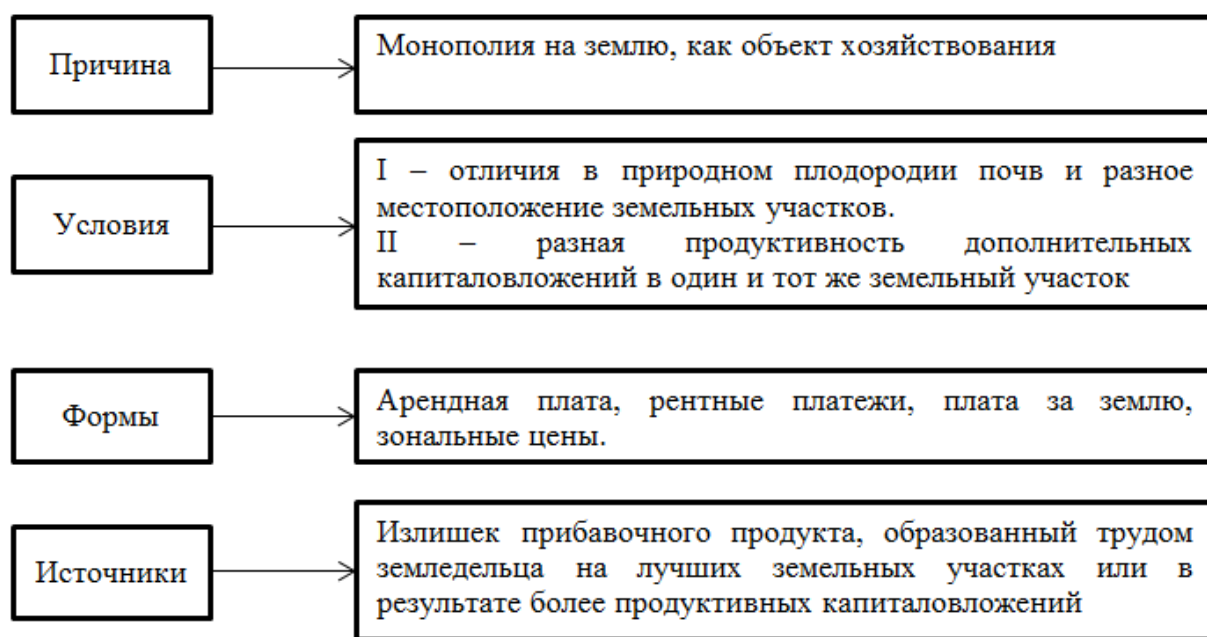 Причина
Монополия на землю, как объект хозяйствования
Условия
I – отличия в природном плодородии почв и разное
местоположение земельных участков.
II – разная продуктивность дополнительных
капиталовложений в один и тот же земельный участок
Формы
Арендная плата, рентные платежи, плата за землю,
зональные цены.
Источники
Излишек прибавочного продукта, образованный трудом
земледельца на лучших земельных участках или в
результате более продуктивных капиталовложений